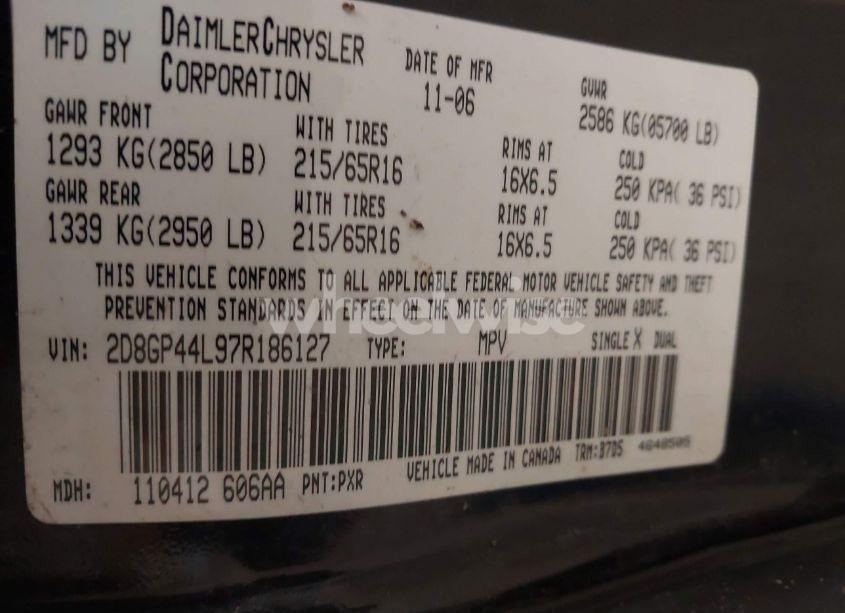 MFD BY DAIMLERCHRYSLER CORPORATION
DATE OF MFR 11-06
GVWR 2586 KG(05700 LB)
GAWR FRONT WITH TIRES RIMS AT COLD
1293 KG(2850 LB) 215/65R16 16X6.5 250 KPA( 36 PSI)
GAWR REAR WITH TIRES RIMS AT COLD
1339 KG(2950 LB) 215/65R16 16X6.5 250 KPA( 36 PSI)
THIS VEHICLE CONFORMS TO ALL APPLICABLE FEDERAL MOTOR VEHICLE SAFETY AND THEFT
PREVENTION STANDARDS IN EFFECT ON THE DATE OF MANUFACTURE SHOWN ABOVE.
wheelwise
VIN: 2D8GP44L97R186127 TYPE: MPV SINGLE X DUAL
MDH: 110412 606AA PNT:PXR VEHICLE MADE IN CANADA TRM:B7D5 4648505